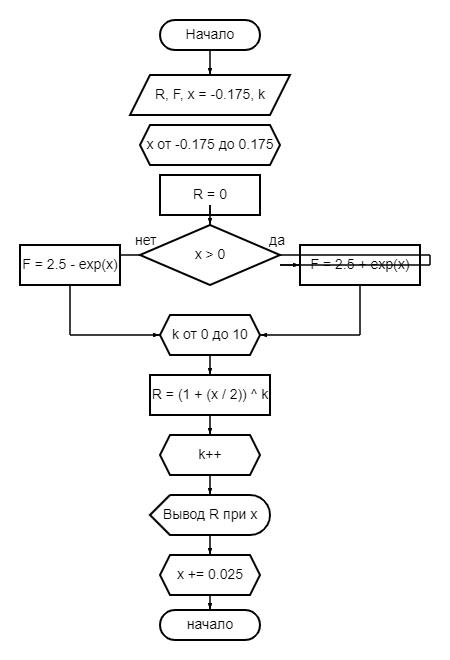 Начало
R, F, x = -0.175, k
x от -0.175 до 0.175
R = 0
нет
да
x > 0
F = 2.5 - exp(x)
F = 2.5 + exp(x)
k от 0 до 10
R = (1 + (x / 2)) ^ k
k++
Вывод R при x
x += 0.025
начало